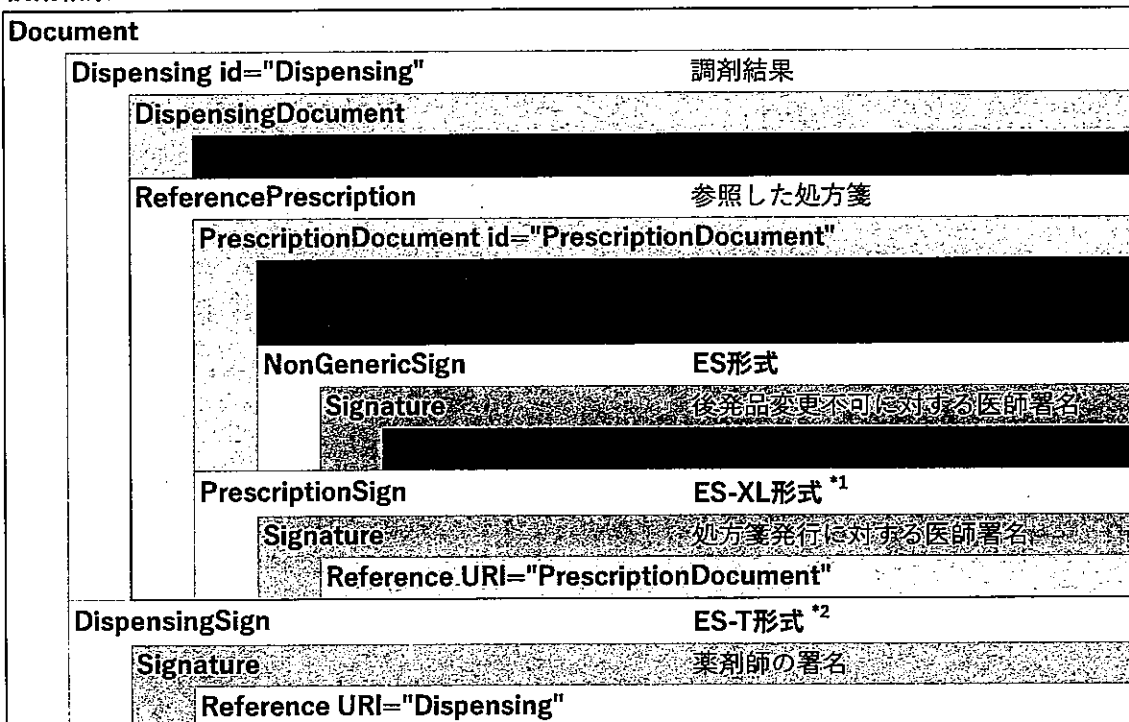 Document
Dispensing id="Dispensing" 調剤結果
DispensingDocument
ReferencePrescription 参照した処方箋
PrescriptionDocument id="PrescriptionDocument"
NonGenericSign ES形式
Signature 後発品変更不可に対する医師署名
PrescriptionSign ES-XL形式 *1
Signature 処方箋発行に対する医師署名
Reference URI="PrescriptionDocument"
DispensingSign ES-T形式 *2
Signature 薬剤師の署名
Reference URI="Dispensing"